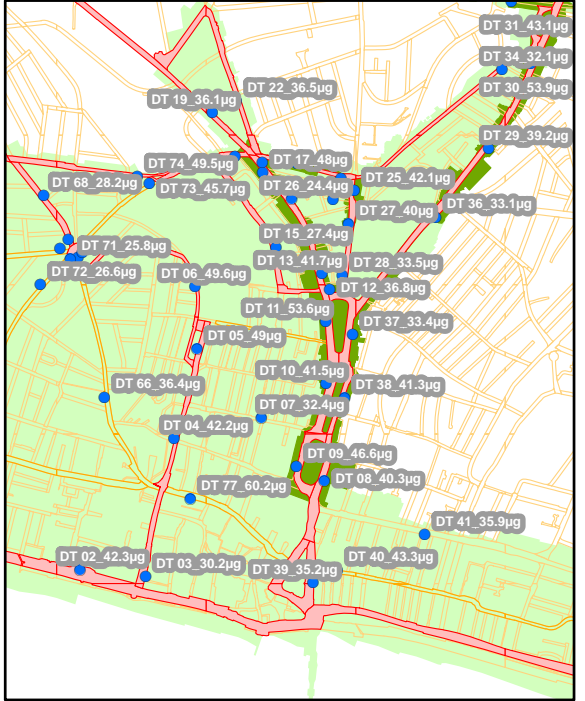 DT 31_43.1µg
DT 34_32.1µg
DT 22_36.5µg
DT 30_53.9µg
DT 19_36.1µg
DT 29_39.2µg
DT 74_49.5µg
DT 17_48µg
DT 68_28.2µg
DT 73_45.7µg
DT 26_24.4µg
DT 25_42.1µg
DT 27_40µg
DT 36_33.1µg
DT 15_27.4µg
DT 71_25.8µg
DT 13_41.7µg
DT 28_33.5µg
DT 72_26.6µg
DT 06_49.6µg
DT 12_36.8µg
DT 11_53.6µg
DT 37_33.4µg
DT 05_49µg
DT 10_41.5µg
DT 66_36.4µg
DT 38_41.3µg
DT 07_32.4µg
DT 04_42.2µg
DT 09_46.6µg
DT 77_60.2µg
DT 08_40.3µg
DT 41_35.9µg
DT 02_42.3µg
DT 03_30.2µg
DT 39_35.2µg
DT 40_43.3µg